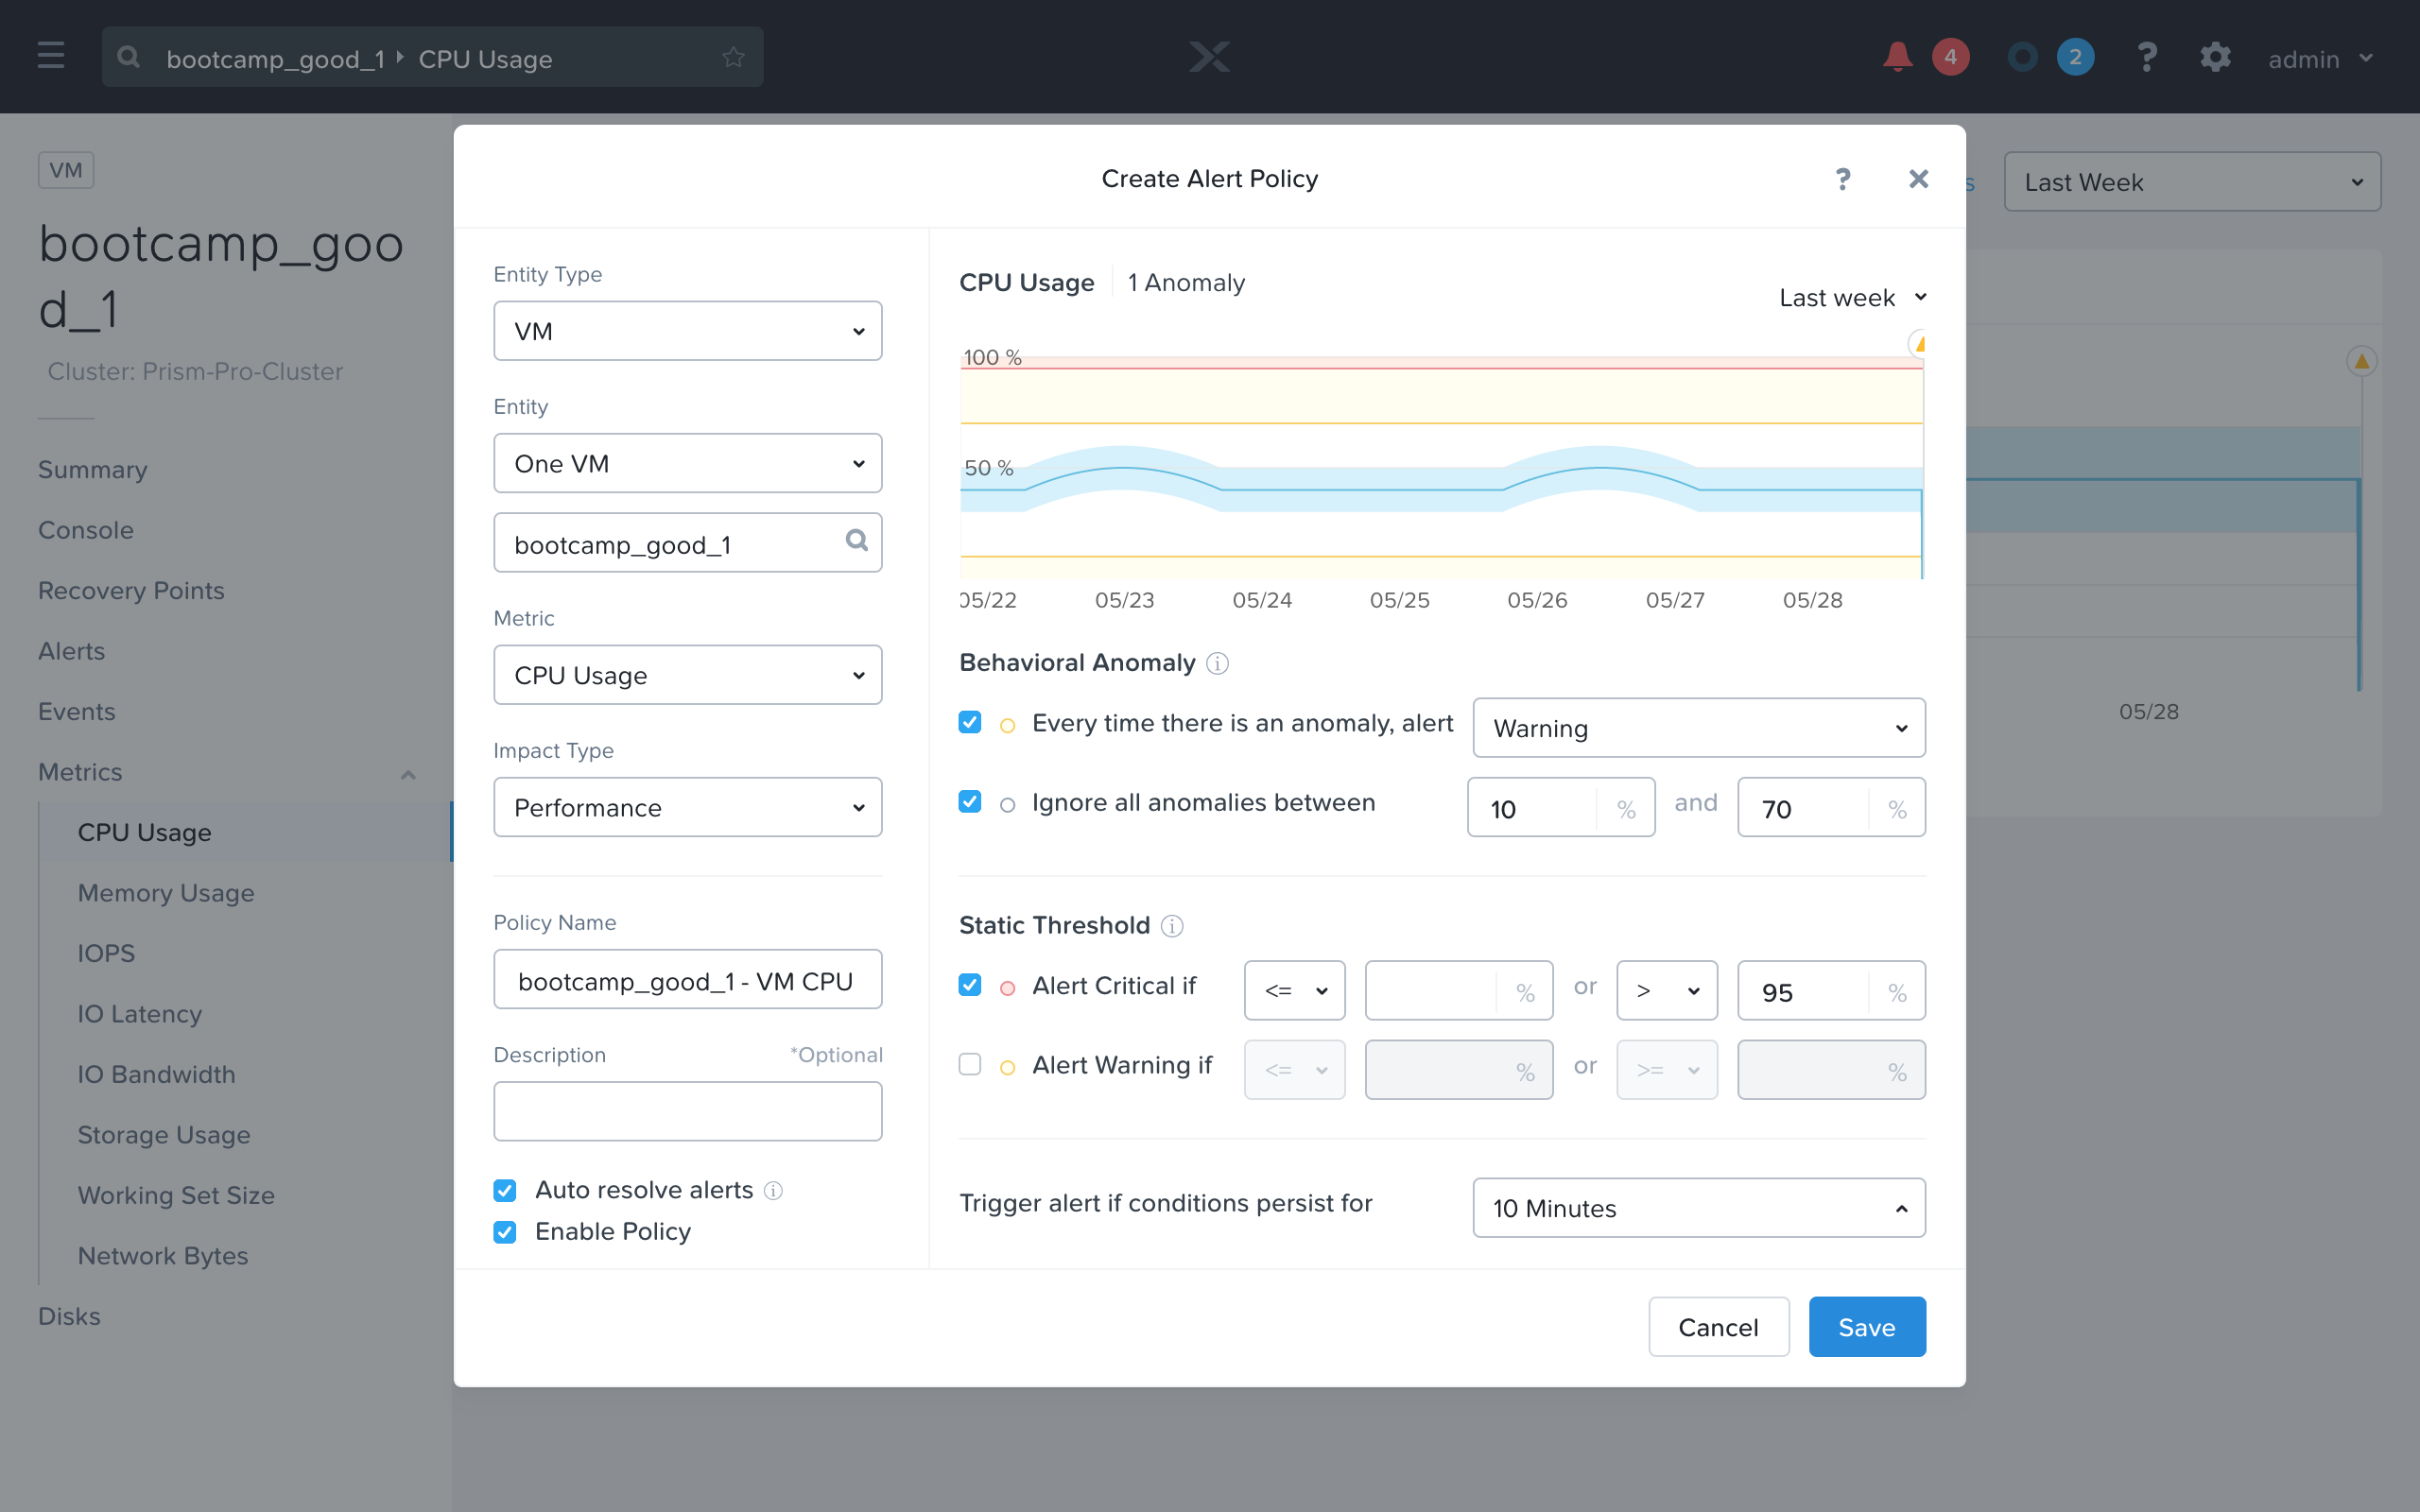 bootcamp_good_1 CPU Usage
4
2
?
admin
VM
bootcamp_goo
d_1
Cluster: Prism-Pro-Cluster
Summary
Console
Recovery Points
Alerts
Events
Metrics
CPU Usage
Memory Usage
IOPS
IO Latency
IO Bandwidth
Storage Usage
Working Set Size
Network Bytes
Disks
Create Alert Policy
?
Entity Type
VM
Entity
One VM
bootcamp_good_1
Metric
CPU Usage
Impact Type
Performance
Policy Name
bootcamp_good_1 - VM CPU
Description *Optional
Auto resolve alerts
Enable Policy
CPU Usage 1 Anomaly
Last week
100 %
50 %
05/22 05/23 05/24 05/25 05/26 05/27 05/28
Behavioral Anomaly
Every time there is an anomaly, alert Warning
Ignore all anomalies between 10 % and 70 %
Static Threshold
Alert Critical if <= % or > 95 %
Alert Warning if <= % or >= %
Trigger alert if conditions persist for 10 Minutes
Cancel Save
s
Last Week
05/28